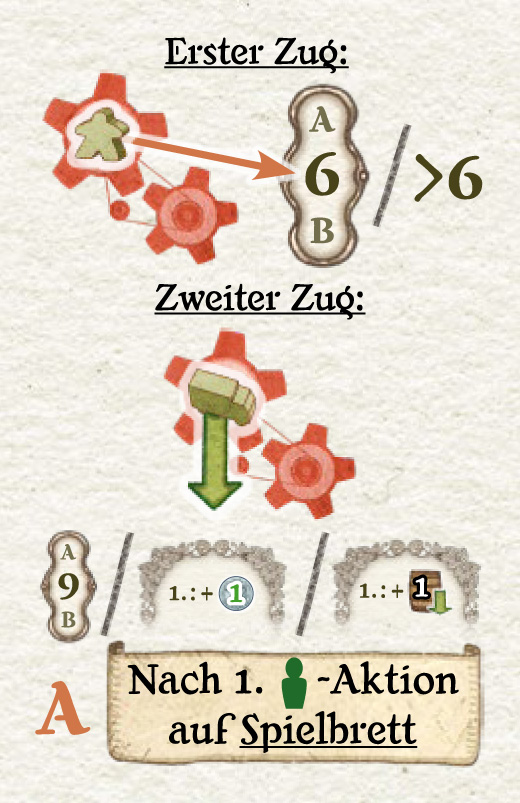 Erster Zug:
A
6
B
>6
Zweiter Zug:
A
9
B
1.:+ 1
1.:+ 1
A
Nach 1. -Aktion
auf Spielbrett